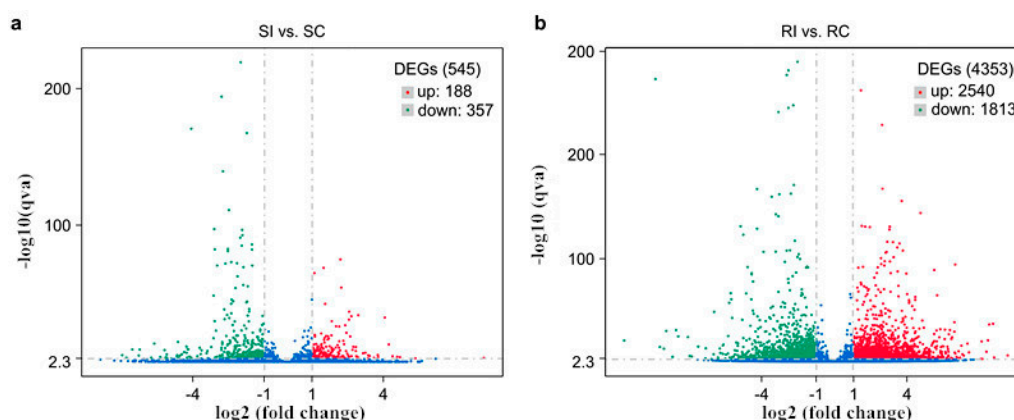 a
SI vs. SC
DEGs (545)
up: 188
down: 357
200
100
2.3
-log10(qva)
-4
-1
1
4
log2 (fold change)
b
RI vs. RC
DEGs (4353)
up: 2540
down: 1813
200
200
100
2.3
-log10 (qva)
-4
-1
1
4
log2 (fold change)